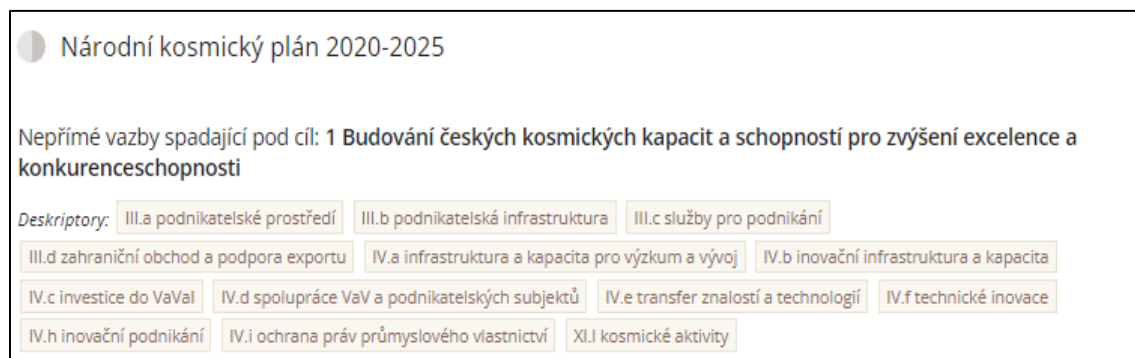 Národní kosmický plán 2020-2025
Nepřímé vazby spadající pod cíl: 1 Budování českých kosmických kapacit a schopností pro zvýšení excelence a
konkurenceschopnosti
Deskriptory: III.a podnikatelské prostředí III.b podnikatelská infrastruktura III.c služby pro podnikání
III.d zahraniční obchod a podpora exportu IV.a infrastruktura a kapacita pro výzkum a vývoj IV.b inovační infrastruktura a kapacita
IV.c investice do VaVaI IV.d spolupráce VaV a podnikatelských subjektů IV.e transfer znalostí a technologií IV.f technické inovace
IV.h inovační podnikání IV.i ochrana práv průmyslového vlastnictví XI.l kosmické aktivity